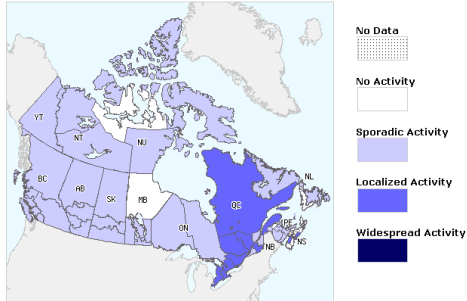 No Data
No Activity
Sporadic Activity
Localized Activity
Widespread Activity
YT
NT
NU
BC
AB
SK
MB
ON
QC
NL
PE
NB
NS